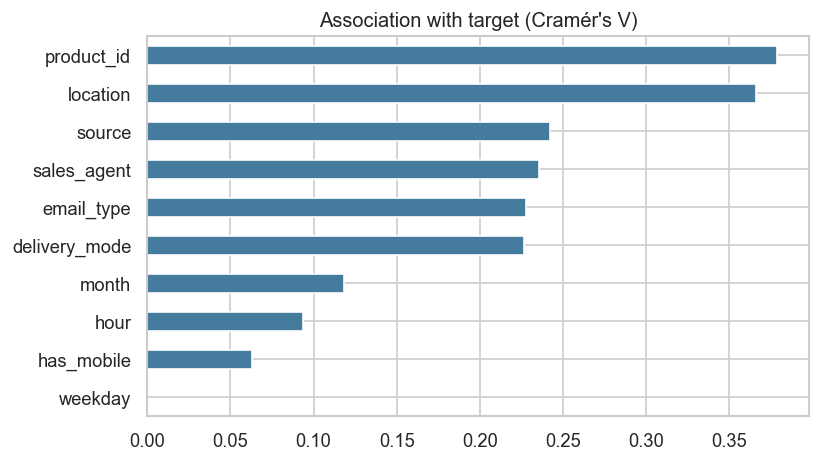 Association with target (Cramér's V)
product_id
location
source
sales_agent
email_type
delivery_mode
month
hour
has_mobile
weekday
0.00 0.05 0.10 0.15 0.20 0.25 0.30 0.35